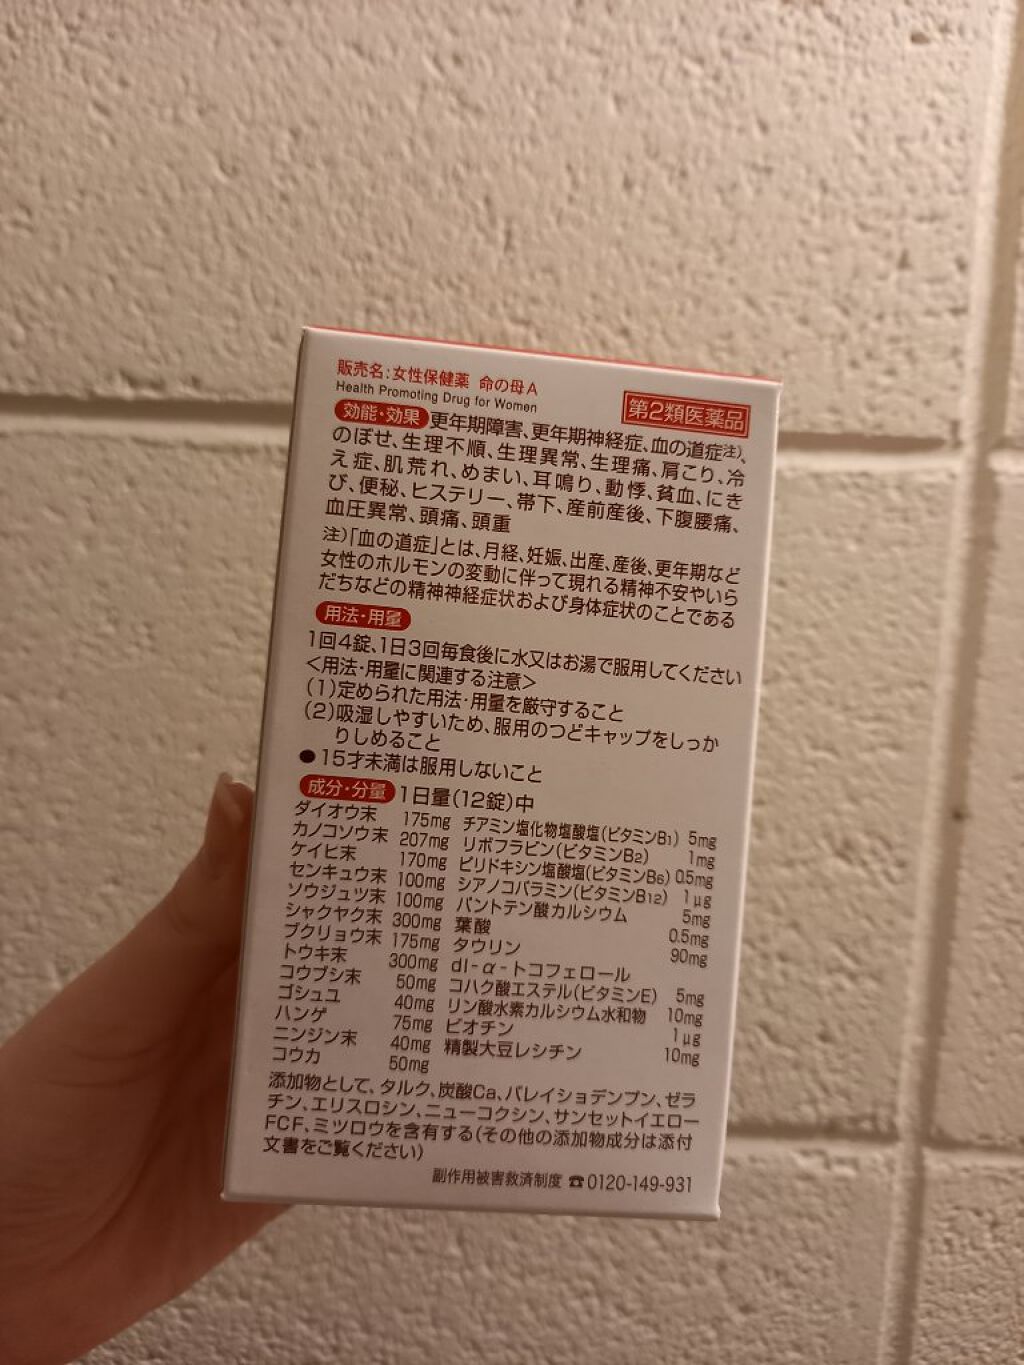 販売名:女性保健薬 命の母A
Health Promoting Drug for Women
第2類医薬品
効能・効果 更年期障害、更年期神経症、血の道症注)、
のぼせ、生理不順、生理異常、生理痛、肩こり、冷
え症、肌荒れ、めまい、耳鳴り、動悸、貧血、にき
び、便秘、ヒステリー、帯下、産前産後、下腹腰痛、
血圧異常、頭痛、頭重
注)「血の道症」とは、月経、妊娠、出産、産後、更年期など
女性のホルモンの変動に伴って現れる精神不安やいら
だちなどの精神神経症状および身体症状のことである
用法・用量
1回4錠、1日3回毎食後に水又はお湯で服用してください
<用法・用量に関連する注意>
(1)定められた用法・用量を厳守すること
(2)吸湿しやすいため、服用のつどキャップをしっか
りしめること
●15才未満は服用しないこと
成分・分量 1日量(12錠)中
ダイオウ末 175mg
カノコソウ末 207mg
ケイヒ末 170mg
センキュウ末 100mg
ソウジュツ末 100mg
シャクヤク末 300mg
ブクリョウ末 175mg
トウキ末 300mg
コウブシ末 50mg
ゴシュユ 40mg
ハンゲ 75mg
ニンジン末 40mg
コウカ 50mg
チアミン塩化物塩酸塩(ビタミンB1) 5mg
リボフラビン(ビタミンB2) 1mg
ピリドキシン塩酸塩(ビタミンB6) 0.5mg
シアノコバラミン(ビタミンB12) 1μg
パントテン酸カルシウム 5mg
葉酸 0.5mg
タウリン 90mg
dl-α-トコフェロール
コハク酸エステル(ビタミンE) 5mg
リン酸水素カルシウム水和物 10mg
ビオチン 1μg
精製大豆レシチン 10mg
添加物として、タルク、炭酸Ca、バレイショデンプン、ゼラ
チン、エリスロシン、ニューコクシン、サンセットイエロー
FCF、ミツロウを含有する(その他の添加物成分は添付
文書をご覧ください)
副作用被害救済制度 ☎0120-149-931